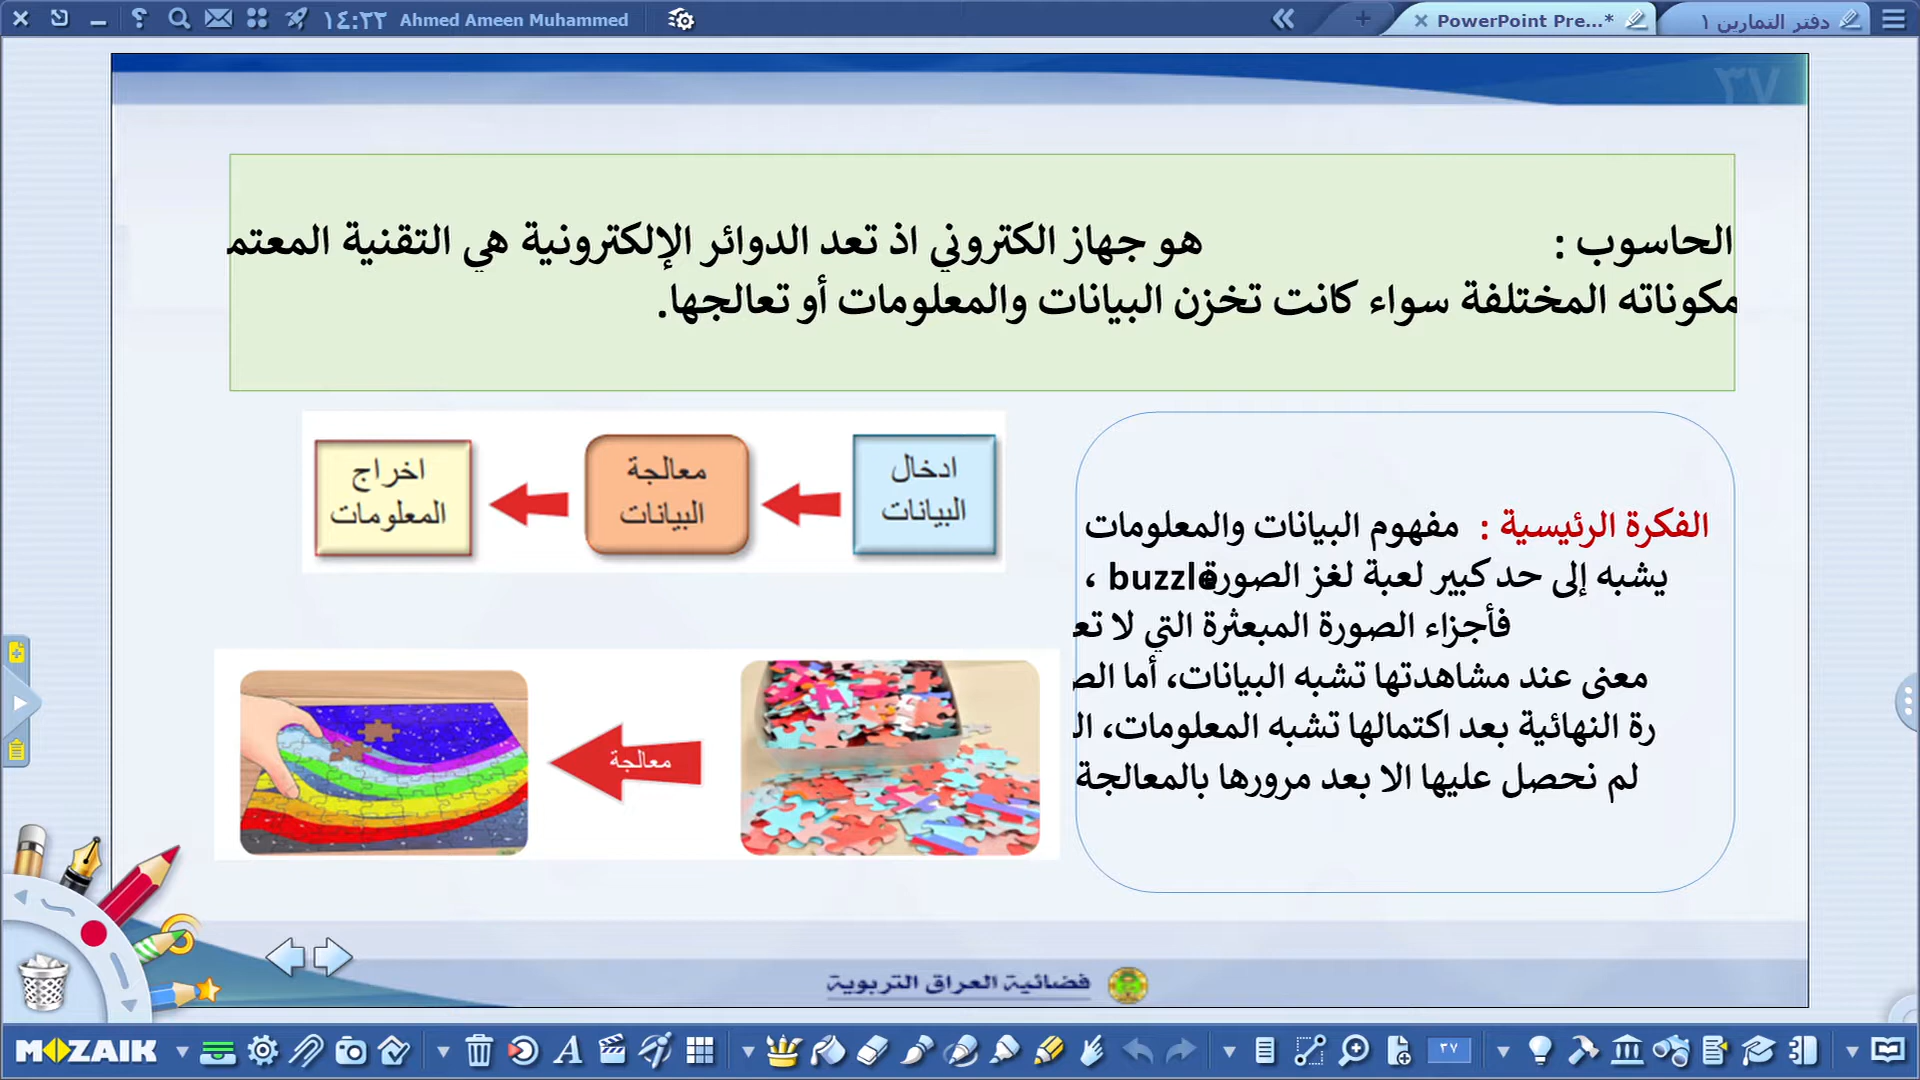 ١٤:٢٢ Ahmed Ameen Muhammed
PowerPoint Pre...*
دفتر التمارين ١
٣٧
الحاسوب : هو جهاز الكتروني اذ تعد الدوائر الإلكترونية هي التقنية المعتم
مكوناته المختلفة سواء كانت تخزن البيانات والمعلومات أو تعالجها.
ادخال
البيانات
معالجة
البيانات
اخراج
المعلومات
الفكرة الرئيسية : مفهوم البيانات والمعلومات
يشبه إلى حد كبير لعبة لغز الصورة buzzle ،
فأجزاء الصورة المبعثرة التي لا تع
معنى عند مشاهدتها تشبه البيانات، أما الص
رة النهائية بعد اكتمالها تشبه المعلومات، ال
لم نحصل عليها الا بعد مرورها بالمعالجة
معالجة
فضائية العراق التربوية
MOZAIK
٣٧